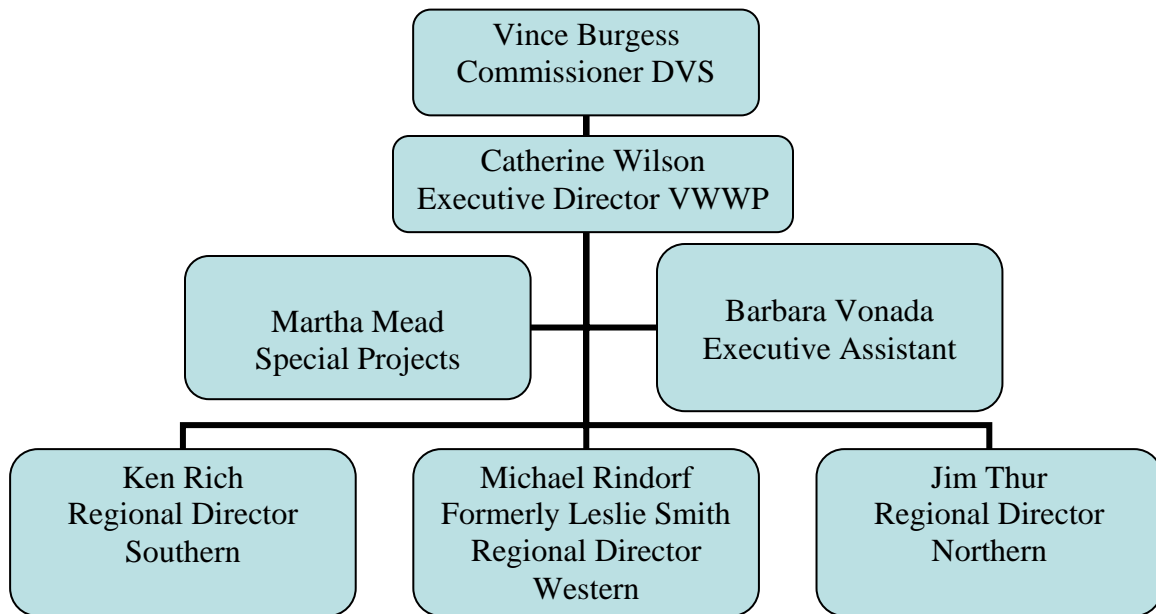 Vince Burgess
Commissioner DVS
Catherine Wilson
Executive Director VWWP
Martha Mead
Special Projects
Barbara Vonada
Executive Assistant
Ken Rich
Regional Director
Southern
Michael Rindorf
Formerly Leslie Smith
Regional Director
Western
Jim Thur
Regional Director
Northern